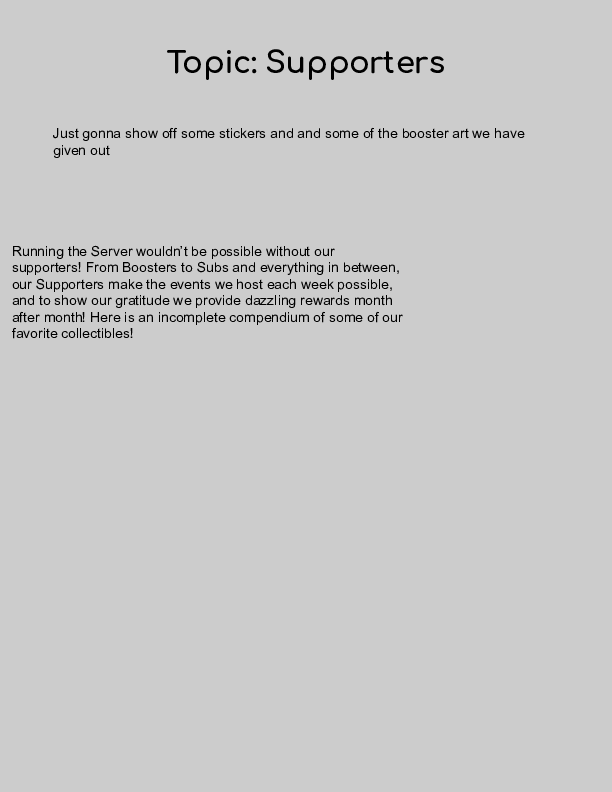 Topic: Supporters
Just gonna show off some stickers and and some of the booster art we have
given out
Running the Server wouldn't be possible without our
supporters! From Boosters to Subs and everything in between,
our Supporters make the events we host each week possible,
and to show our gratitude we provide dazzling rewards month
after month! Here is an incomplete compendium of some of our
favorite collectibles!